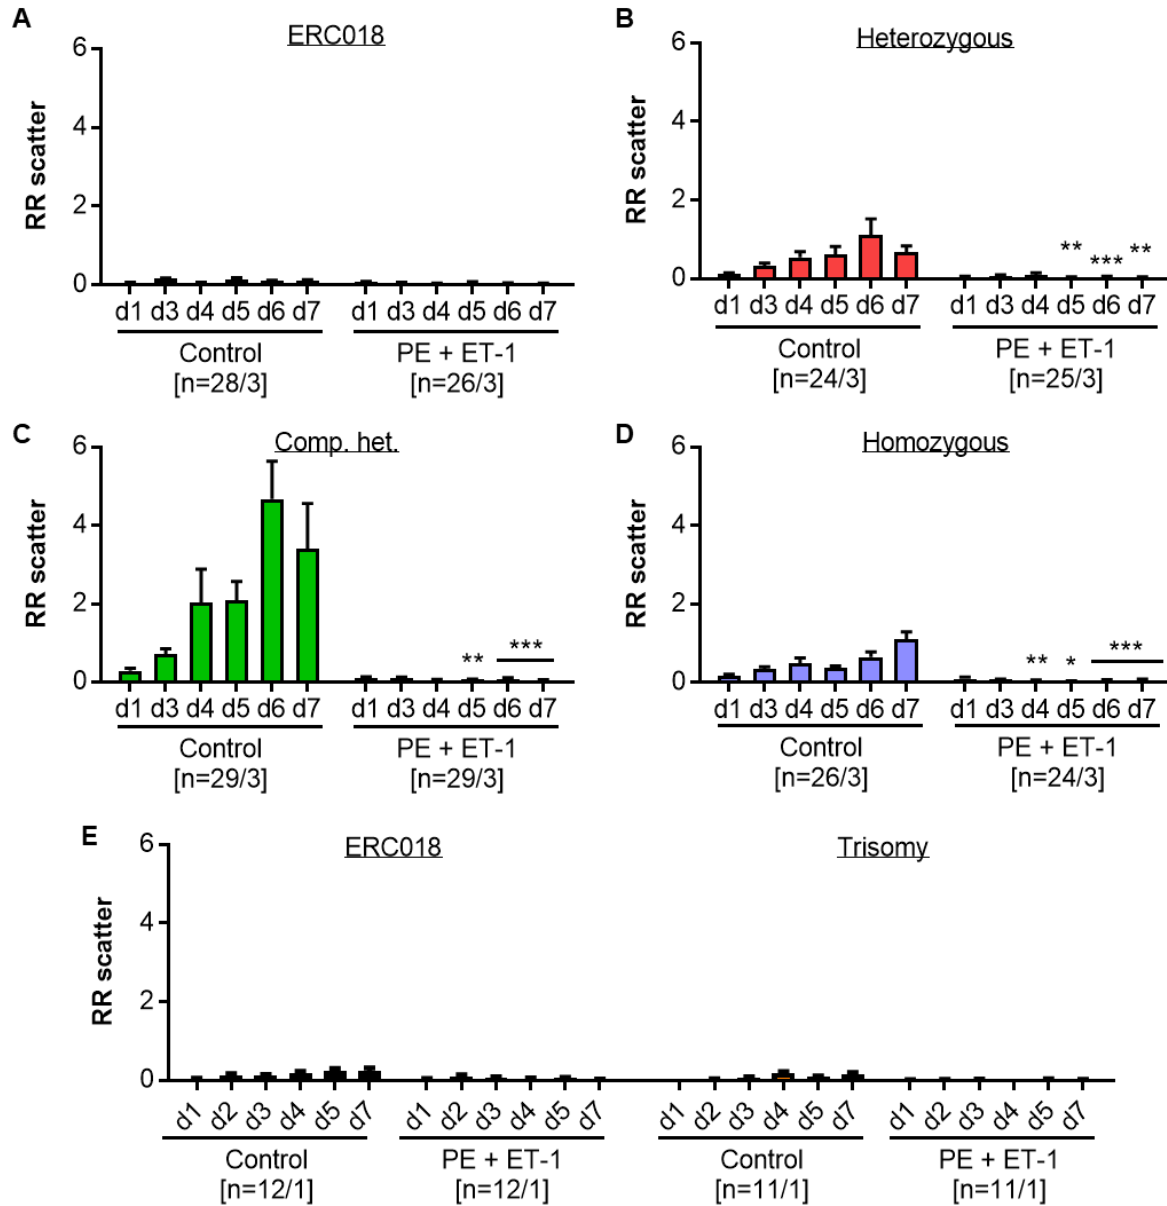 A
ERC018
RR scatter
6
4
2
0
d1 d3 d4 d5 d6 d7 d1 d3 d4 d5 d6 d7
Control PE + ET-1
[n=28/3] [n=26/3]
B
Heterozygous
RR scatter
6
4
2
0
** *** **
d1 d3 d4 d5 d6 d7 d1 d3 d4 d5 d6 d7
Control PE + ET-1
[n=24/3] [n=25/3]
C
Comp. het.
RR scatter
6
4
2
0
** ***
d1 d3 d4 d5 d6 d7 d1 d3 d4 d5 d6 d7
Control PE + ET-1
[n=29/3] [n=29/3]
D
Homozygous
RR scatter
6
4
2
0
** * ***
d1 d3 d4 d5 d6 d7 d1 d3 d4 d5 d6 d7
Control PE + ET-1
[n=26/3] [n=24/3]
E
ERC018 Trisomy
RR scatter
6
4
2
0
d1 d2 d3 d4 d5 d7 d1 d2 d3 d4 d5 d7 d1 d2 d3 d4 d5 d7 d1 d2 d3 d4 d5 d7
Control PE + ET-1 Control PE + ET-1
[n=12/1] [n=12/1] [n=11/1] [n=11/1]